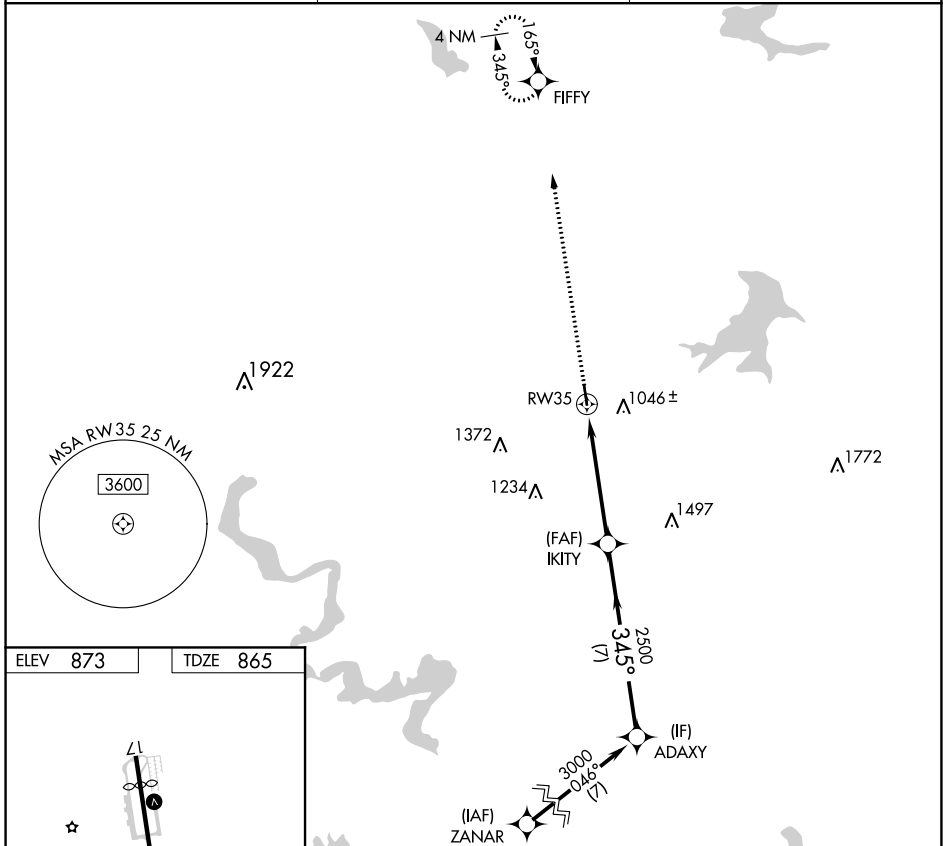 4 NM
165°
345°
FIFFY
1922
RW35
1046±
1372
1772
MSA RW35 25 NM
3600
1234
1497
(FAF)
IKITY
2500
345°
(7)
ELEV 873
TDZE 865
(IF)
ADAXY
17
3000
046°
(7)
(IAF)
ZANAR